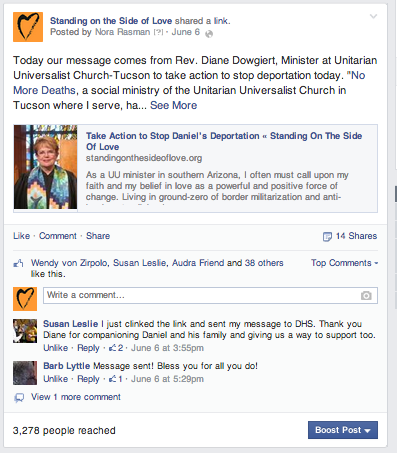 Standing on the Side of Love shared a link.
Posted by Nora Rasman [?] · June 6
Today our message comes from Rev. Diane Dowgiert, Minister at Unitarian
Universalist Church-Tucson to take action to stop deportation today. "No
More Deaths, a social ministry of the Unitarian Universalist Church in
Tucson where I serve, ha... See More
Take Action to Stop Daniel's Deportation « Standing On The Side
Of Love
standingonthesideoflove.org
As a UU minister in southern Arizona, I often must call upon my
faith and my belief in love as a powerful and positive force of
change. Living in ground-zero of border militarization and anti-
Like · Comment · Share
14 Shares
Wendy von Zirpolo, Susan Leslie, Audra Friend and 38 others
like this.
Top Comments
Write a comment...
Susan Leslie I just clinked the link and sent my message to DHS. Thank you
Diane for companioning Daniel and his family and giving us a way to support too.
Unlike · Reply · 2 · June 6 at 3:55pm
Barb Lyttle Message sent! Bless you for all you do!
Unlike · Reply · 1 · June 6 at 5:29pm
View 1 more comment
3,278 people reached
Boost Post